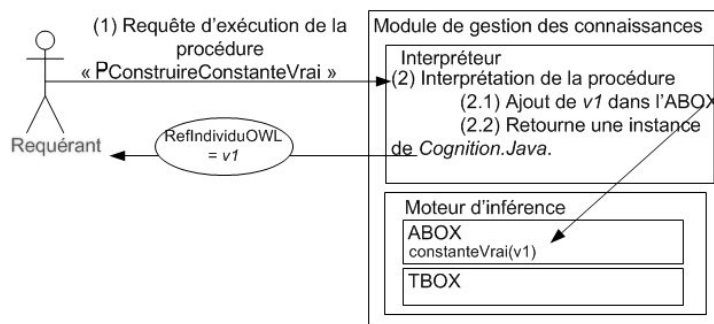 (1) Requête d'exécution de la
procédure
« PConstruireConstanteVrai »
Requérant
RefIndividuOWL
= v1
Module de gestion des connaissances
Interpréteur
(2) Interprétation de la procédure
(2.1) Ajout de v1 dans l'ABOX
(2.2) Retourne une instance
de Cognition.Java.
Moteur d'inférence
ABOX
constanteVrai(v1)
TBOX